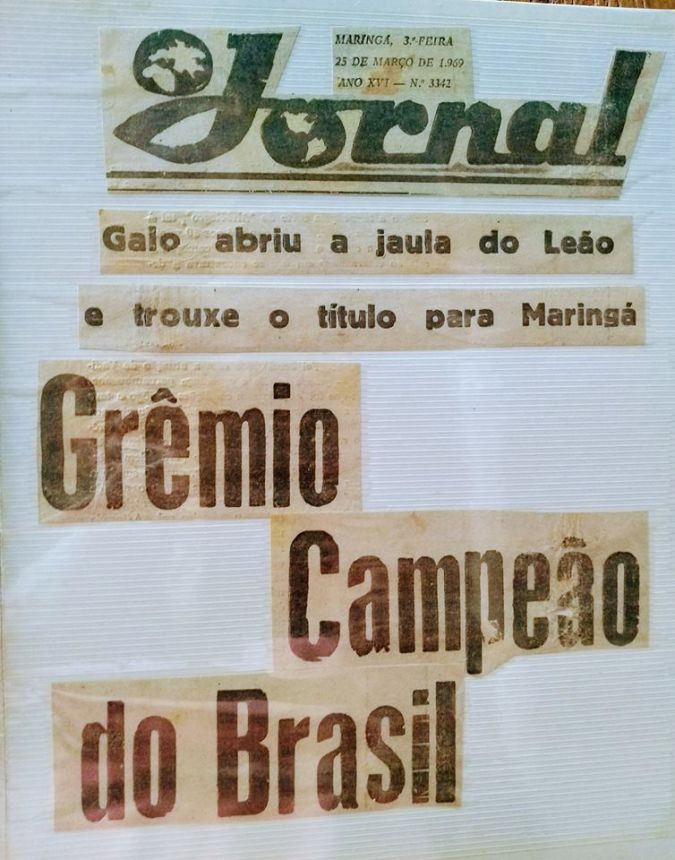 MARINGÁ, 3.ª-FEIRA
25 DE MARÇO DE 1.969
ANO XVI — N.º 3342
O Jornal
Galo abriu a jaula do Leão
e trouxe o título para Maringá
Grêmio
Campeão
do Brasil